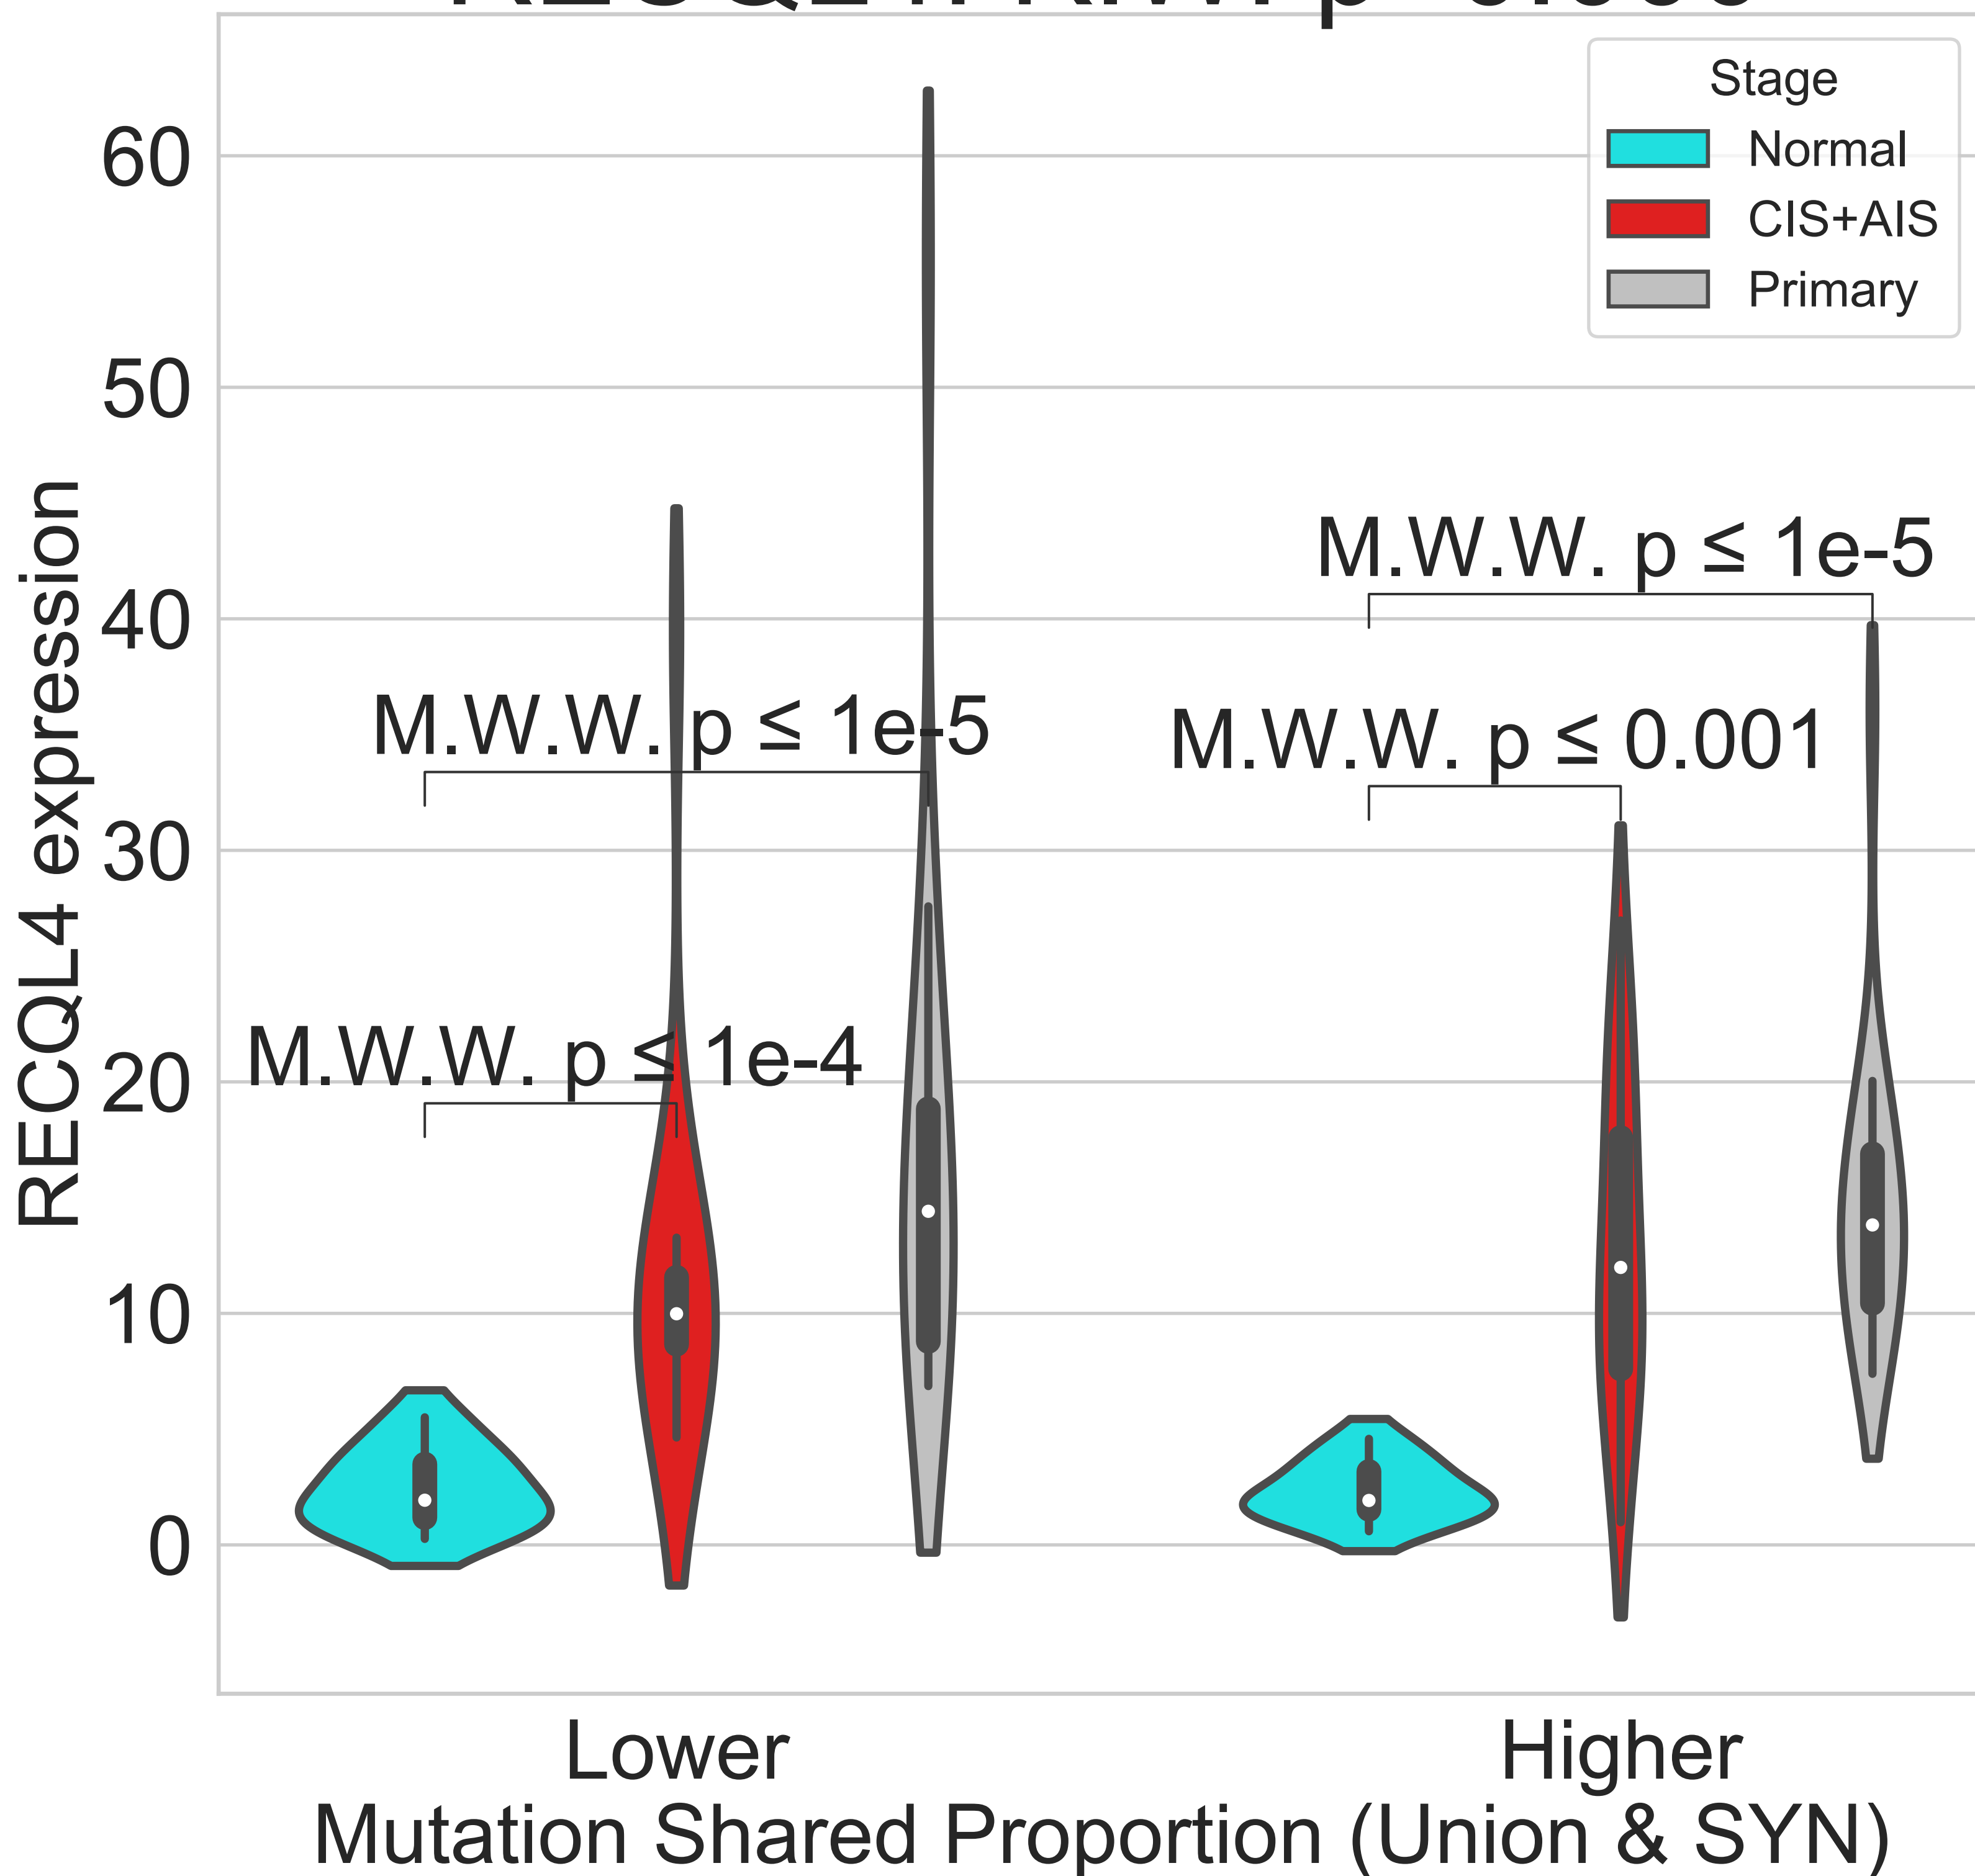 Stage
Normal
CIS+AIS
Primary
60
50
40
30
20
10
0
RECQL4 expression
M.W.W. p ≤ 1e-5
M.W.W. p ≤ 1e-5
M.W.W. p ≤ 0.001
M.W.W. p ≤ 1e-4
Lower
Higher
Mutation Shared Proportion (Union & SYN)